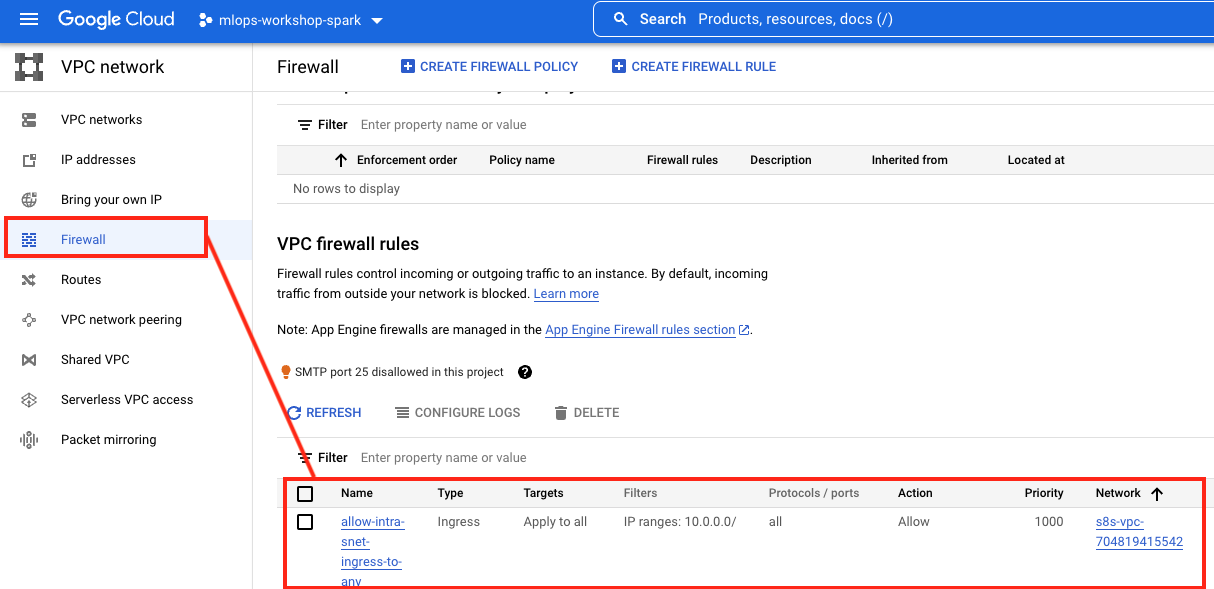 Google Cloud
mlops-workshop-spark
Search Products, resources, docs (/)
VPC network
VPC networks
IP addresses
Bring your own IP
Firewall
Routes
VPC network peering
Shared VPC
Serverless VPC access
Packet mirroring
Firewall
CREATE FIREWALL POLICY
CREATE FIREWALL RULE
Filter Enter property name or value
Enforcement order Policy name Firewall rules Description Inherited from Located at
No rows to display
VPC firewall rules
Firewall rules control incoming or outgoing traffic to an instance. By default, incoming
traffic from outside your network is blocked. Learn more
Note: App Engine firewalls are managed in the App Engine Firewall rules section.
SMTP port 25 disallowed in this project ?
REFRESH CONFIGURE LOGS DELETE
Filter Enter property name or value
Name Type Targets Filters Protocols / ports Action Priority Network
allow-intra- Ingress Apply to all IP ranges: 10.0.0.0/ all Allow 1000 s8s-vpc-
snet- 704819415542
ingress-to-
any